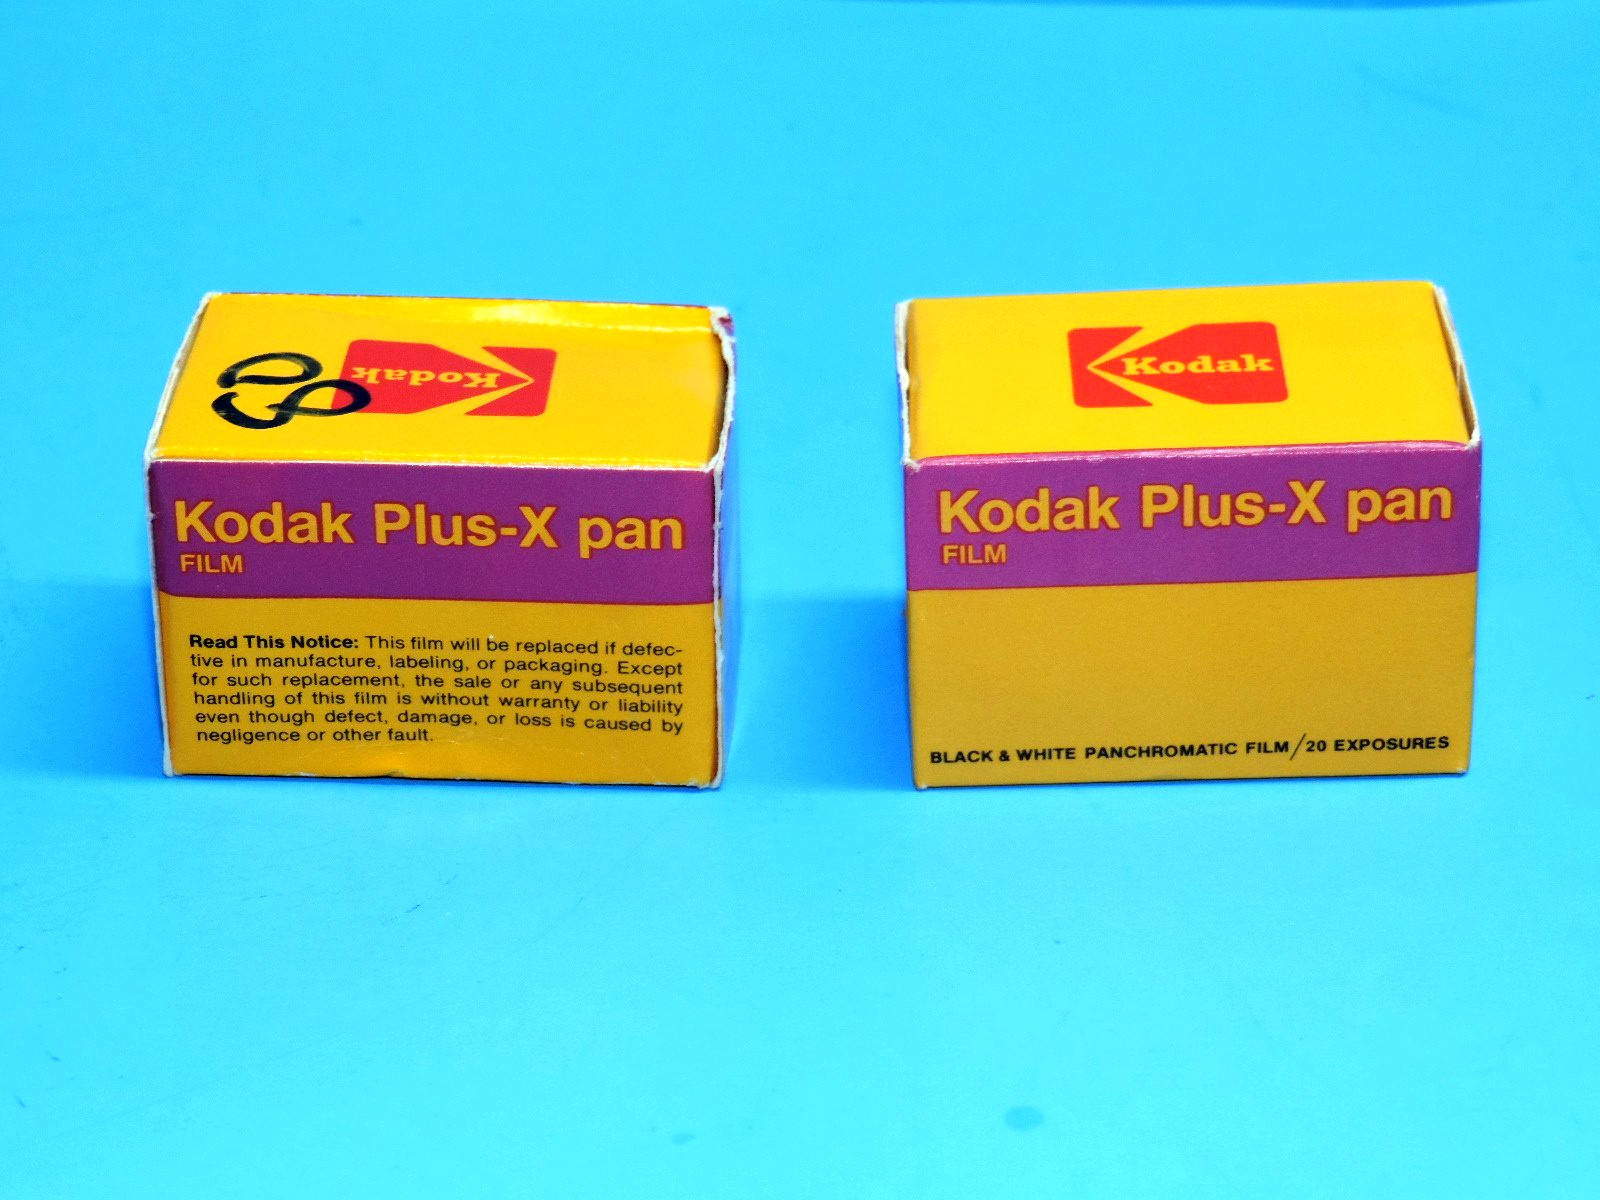 Kodak
Kodak Plus-X pan
FILM
Read This Notice: This film will be replaced if defec-
tive in manufacture, labeling, or packaging. Except
for such replacement, the sale or any subsequent
handling of this film is without warranty or liability
even though defect, damage, or loss is caused by
negligence or other fault.
Kodak
Kodak Plus-X pan
FILM
BLACK & WHITE PANCHROMATIC FILM/20 EXPOSURES